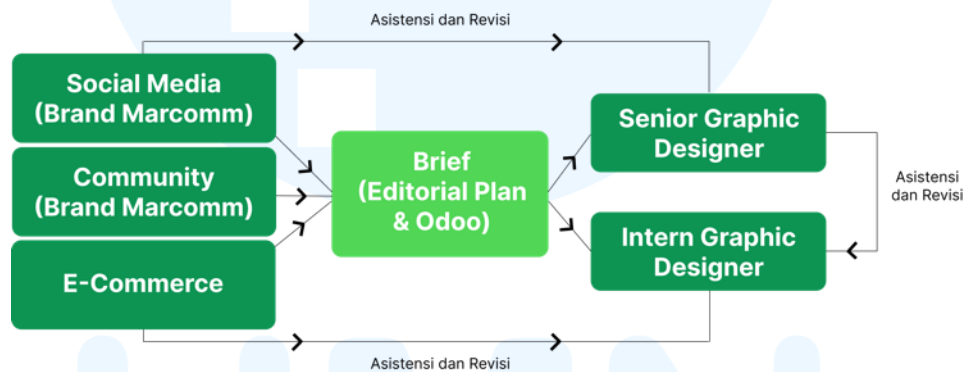 Asistensi dan Revisi
Social Media
(Brand Marcomm)
Community
(Brand Marcomm)
E-Commerce
Brief
(Editorial Plan
& Odoo)
Senior Graphic
Designer
Intern Graphic
Designer
Asistensi
dan Revisi
Asistensi dan Revisi